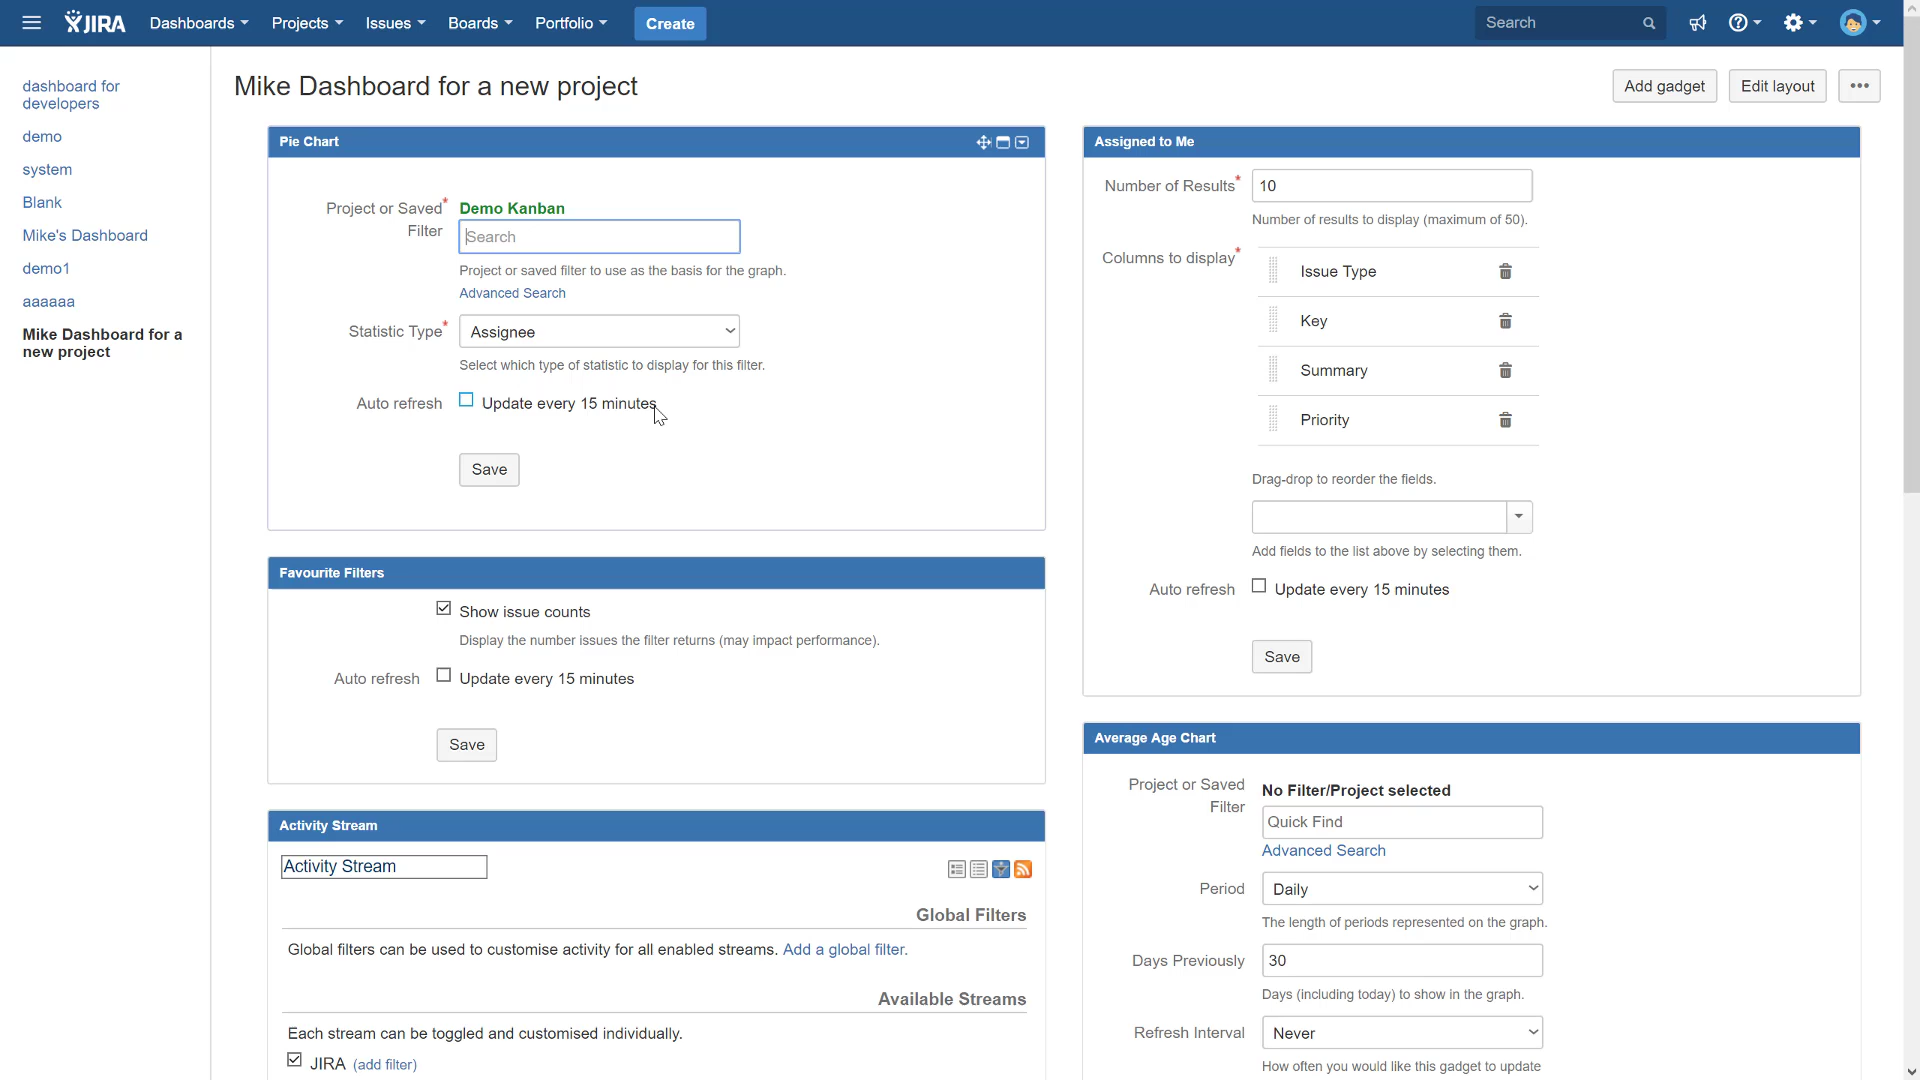 JIRA
Dashboards
Projects
Issues
Boards
Portfolio
Create
Search
dashboard for
developers
demo
system
Blank
Mike's Dashboard
demo1
aaaaaa
Mike Dashboard for a
new project
Mike Dashboard for a new project
Add gadget
Edit layout
Pie Chart
Project or Saved*
Filter
Demo Kanban
Search
Project or saved filter to use as the basis for the graph.
Advanced Search
Statistic Type*
Assignee
Select which type of statistic to display for this filter.
Auto refresh
Update every 15 minutes
Save
Favourite Filters
Show issue counts
Display the number issues the filter returns (may impact performance).
Auto refresh
Update every 15 minutes
Save
Activity Stream
Activity Stream
Global Filters
Global filters can be used to customise activity for all enabled streams. Add a global filter.
Available Streams
Each stream can be toggled and customised individually.
JIRA (add filter)
Assigned to Me
Number of Results*
10
Number of results to display (maximum of 50).
Columns to display*
Issue Type
Key
Summary
Priority
Drag-drop to reorder the fields.
Add fields to the list above by selecting them.
Auto refresh
Update every 15 minutes
Save
Average Age Chart
Project or Saved
Filter
No Filter/Project selected
Quick Find
Advanced Search
Period
Daily
The length of periods represented on the graph.
Days Previously
30
Days (including today) to show in the graph.
Refresh Interval
Never
How often you would like this gadget to update